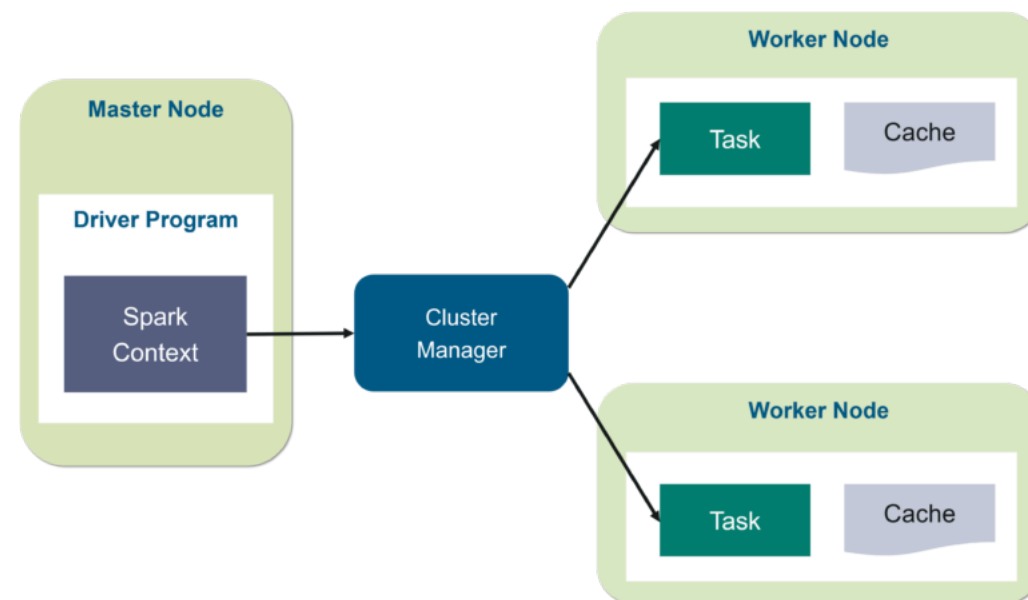 Master Node
Driver Program
Spark
Context
Cluster
Manager
Worker Node
Task
Cache
Worker Node
Task
Cache